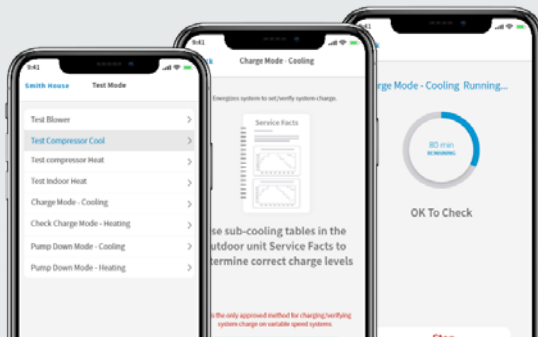 9:41
Smith House Test Mode
Test Blower
Test Compressor Cool
Test compressor Heat
Test Indoor Heat
Charge Mode - Cooling
Check Charge Mode - Heating
Pump Down Mode - Cooling
Pump Down Mode - Heating
9:41
Charge Mode - Cooling
Energizes system to set/verify system charge.
Service Facts
sub-cooling tables in the
unit Service Facts to
correct charge levels
is the only approved method for charging/verifying
system charge on variable speed systems.
Mode - Cooling Running...
80 min
REMAINING
OK To Check
Stop